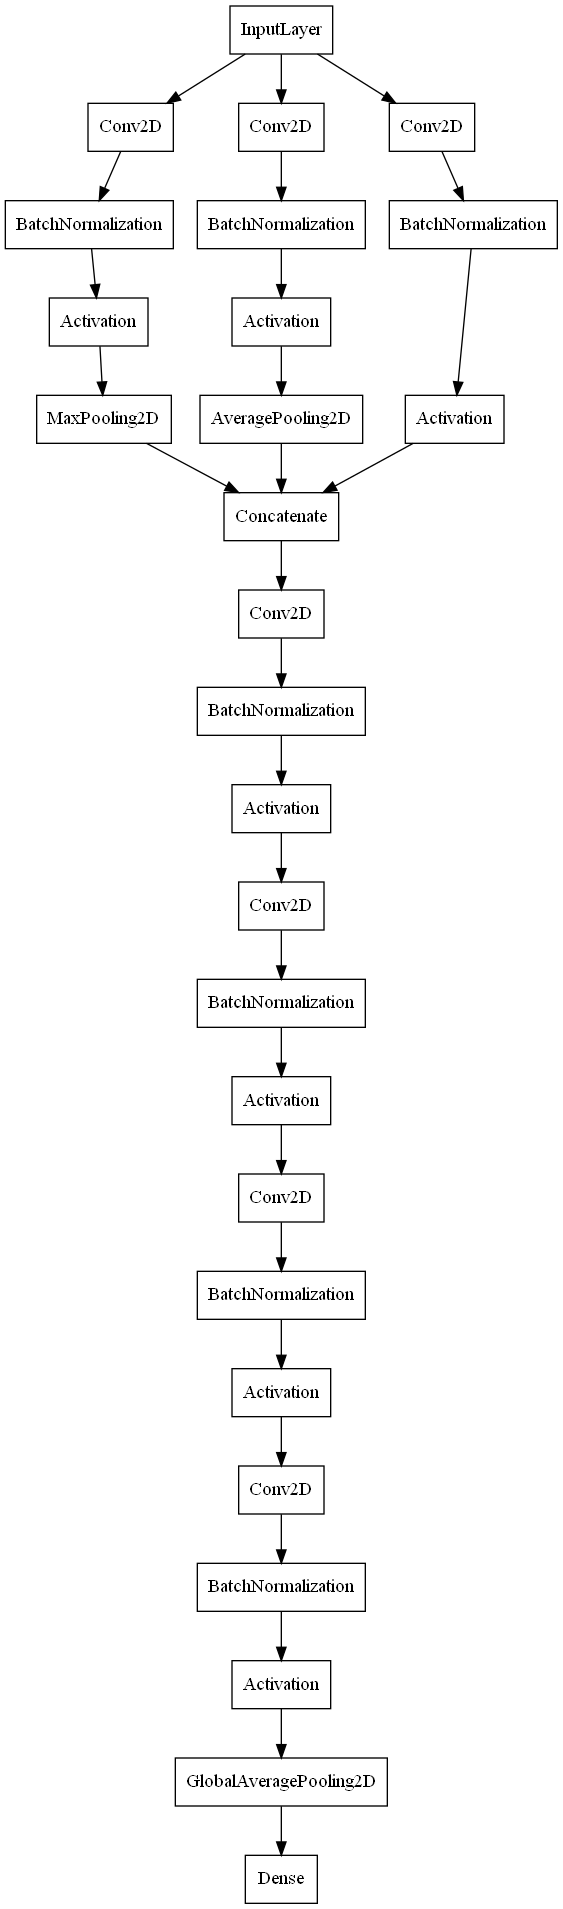 InputLayer
Conv2D
Conv2D
Conv2D
BatchNormalization
BatchNormalization
BatchNormalization
Activation
Activation
MaxPooling2D
AveragePooling2D
Activation
Concatenate
Conv2D
BatchNormalization
Activation
Conv2D
BatchNormalization
Activation
Conv2D
BatchNormalization
Activation
Conv2D
BatchNormalization
Activation
GlobalAveragePooling2D
Dense